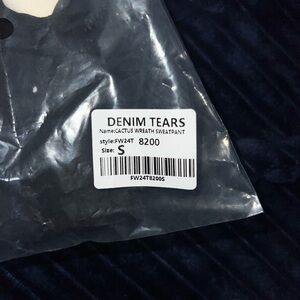 DENIM TEARS
Name:CACTUS WREATH SWEATPANT
style:FW24T 8200
Size: S
FW24T8200S